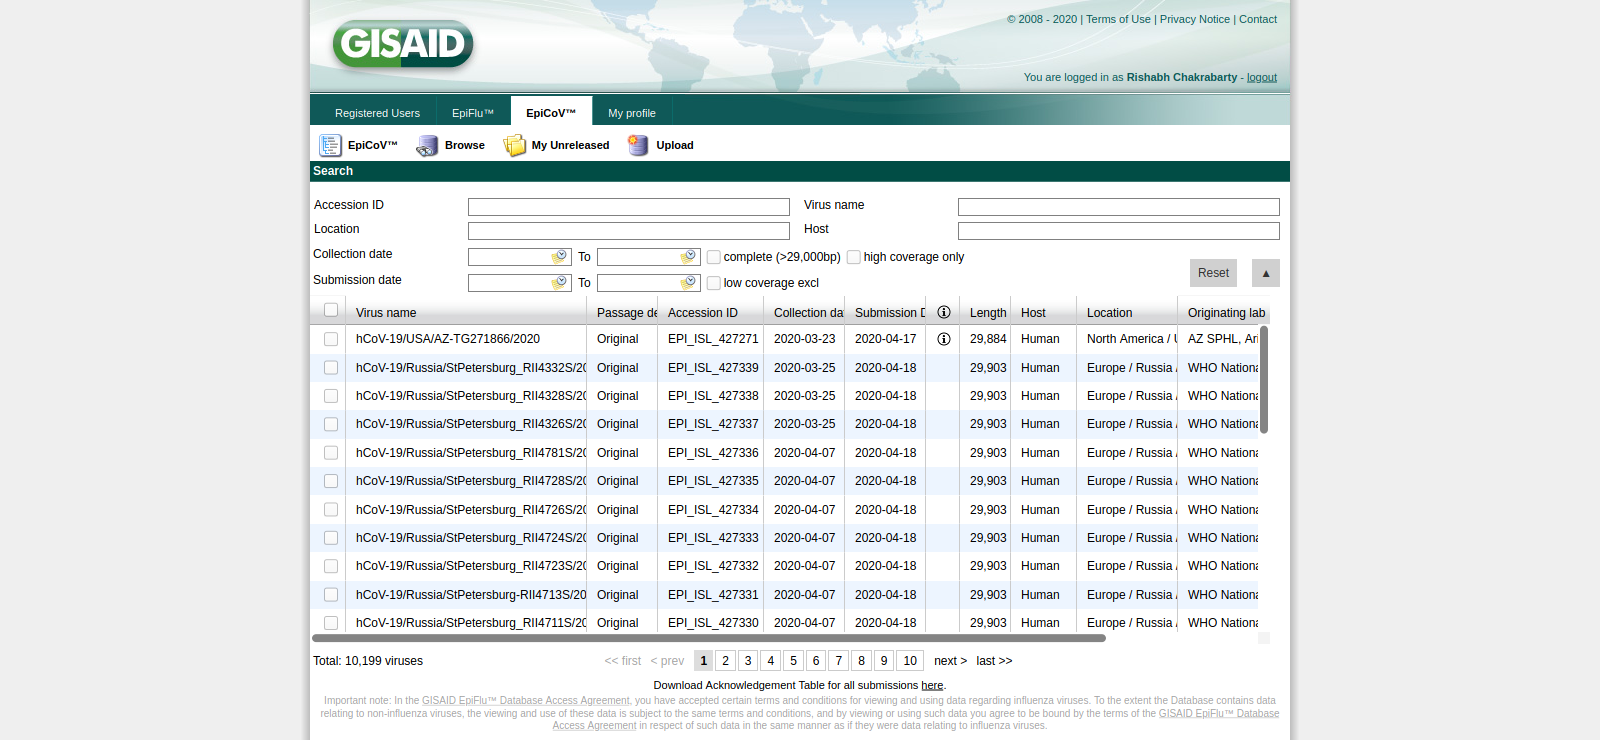 GISAID
© 2008 - 2020 | Terms of Use | Privacy Notice | Contact
You are logged in as Rishabh Chakrabarty - logout
Registered Users EpiFlu™ EpiCoV™ My profile
EpiCoV™ Browse My Unreleased Upload
Search
Accession ID Virus name
Location Host
Collection date To complete (>29,000bp) high coverage only
Reset ▲
Submission date To low coverage excl
Virus name Passage de Accession ID Collection da Submission D Length Host Location Originating lab
hCoV-19/USA/AZ-TG271866/2020 Original EPI_ISL_427271 2020-03-23 2020-04-17 29,884 Human North America / U AZ SPHL, Ari
hCoV-19/Russia/StPetersburg_RII4332S/20 Original EPI_ISL_427339 2020-03-25 2020-04-18 29,903 Human Europe / Russia / WHO Nationa
hCoV-19/Russia/StPetersburg_RII4328S/20 Original EPI_ISL_427338 2020-03-25 2020-04-18 29,903 Human Europe / Russia / WHO Nationa
hCoV-19/Russia/StPetersburg_RII4326S/20 Original EPI_ISL_427337 2020-03-25 2020-04-18 29,903 Human Europe / Russia / WHO Nationa
hCoV-19/Russia/StPetersburg_RII4781S/20 Original EPI_ISL_427336 2020-04-07 2020-04-18 29,903 Human Europe / Russia / WHO Nationa
hCoV-19/Russia/StPetersburg_RII4728S/20 Original EPI_ISL_427335 2020-04-07 2020-04-18 29,903 Human Europe / Russia / WHO Nationa
hCoV-19/Russia/StPetersburg_RII4726S/20 Original EPI_ISL_427334 2020-04-07 2020-04-18 29,903 Human Europe / Russia / WHO Nationa
hCoV-19/Russia/StPetersburg_RII4724S/20 Original EPI_ISL_427333 2020-04-07 2020-04-18 29,903 Human Europe / Russia / WHO Nationa
hCoV-19/Russia/StPetersburg_RII4723S/20 Original EPI_ISL_427332 2020-04-07 2020-04-18 29,903 Human Europe / Russia / WHO Nationa
hCoV-19/Russia/StPetersburg-RII4713S/20 Original EPI_ISL_427331 2020-04-07 2020-04-18 29,903 Human Europe / Russia / WHO Nationa
hCoV-19/Russia/StPetersburg_RII4711S/20 Original EPI_ISL_427330 2020-04-07 2020-04-18 29,903 Human Europe / Russia / WHO Nationa
Total: 10,199 viruses << first < prev 1 2 3 4 5 6 7 8 9 10 next > last >>
Download Acknowledgement Table for all submissions here.
Important note: In the GISAID EpiFlu™ Database Access Agreement, you have accepted certain terms and conditions for viewing and using data regarding influenza viruses. To the extent the Database contains data
relating to non-influenza viruses, the viewing and use of these data is subject to the same terms and conditions, and by viewing or using such data you agree to be bound by the terms of the GISAID EpiFlu™ Database
Access Agreement in respect of such data in the same manner as if they were data relating to influenza viruses.